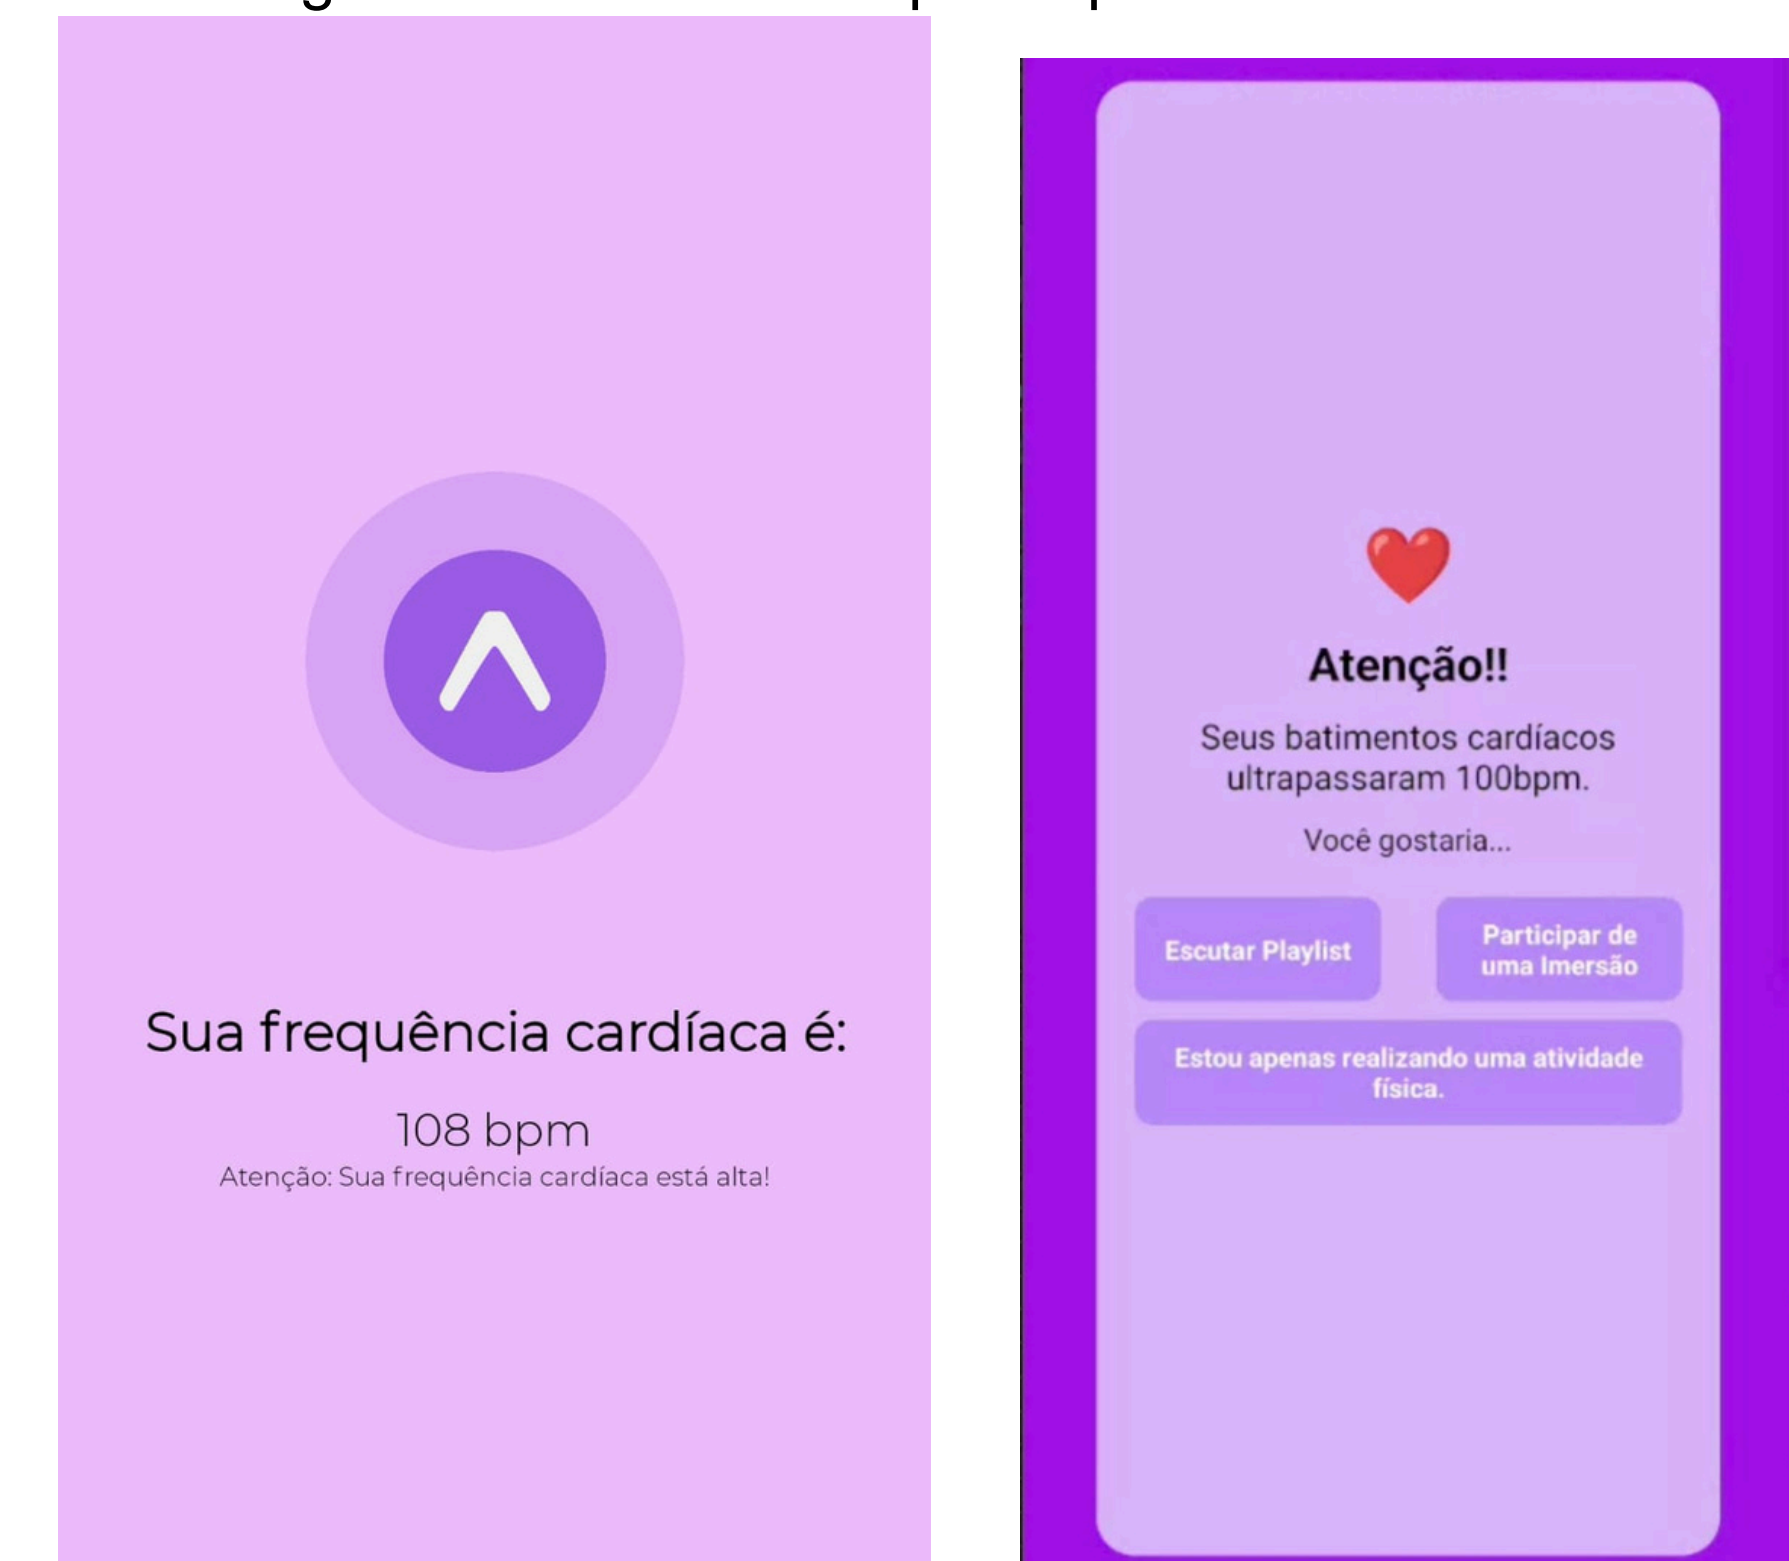 Sua frequência cardíaca é:
108 bpm
Atenção: Sua frequência cardíaca está alta!
Atenção!!
Seus batimentos cardíacos
ultrapassaram 100bpm.
Você gostaria...
Escutar Playlist
Participar de
uma Imersão
Estou apenas realizando uma atividade
física.